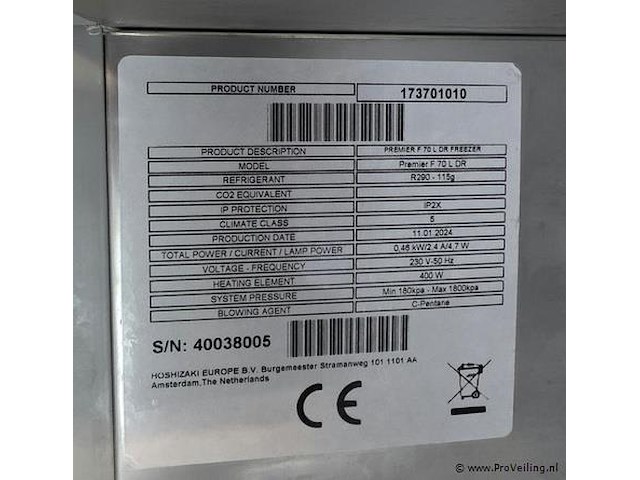 PRODUCT NUMBER 173701010
PRODUCT DESCRIPTION PREMIER F 70 L DR FREEZER
MODEL Premier F 70 L DR
REFRIGERANT R290 - 115g
CO2 EQUIVALENT
IP PROTECTION IP2X
CLIMATE CLASS 5
PRODUCTION DATE 11.01.2024
TOTAL POWER / CURRENT / LAMP POWER 0,46 kW/2,4 A/4,7 W
VOLTAGE - FREQUENCY 230 V-50 Hz
HEATING ELEMENT 400 W
SYSTEM PRESSURE Min 180kpa - Max 1800kpa
BLOWING AGENT C-Pentane
S/N: 40038005
HOSHIZAKI EUROPE B.V. Burgemeester Stramanweg 101 1101 AA
Amsterdam,The Netherlands
CE
© www.ProVeiling.nl